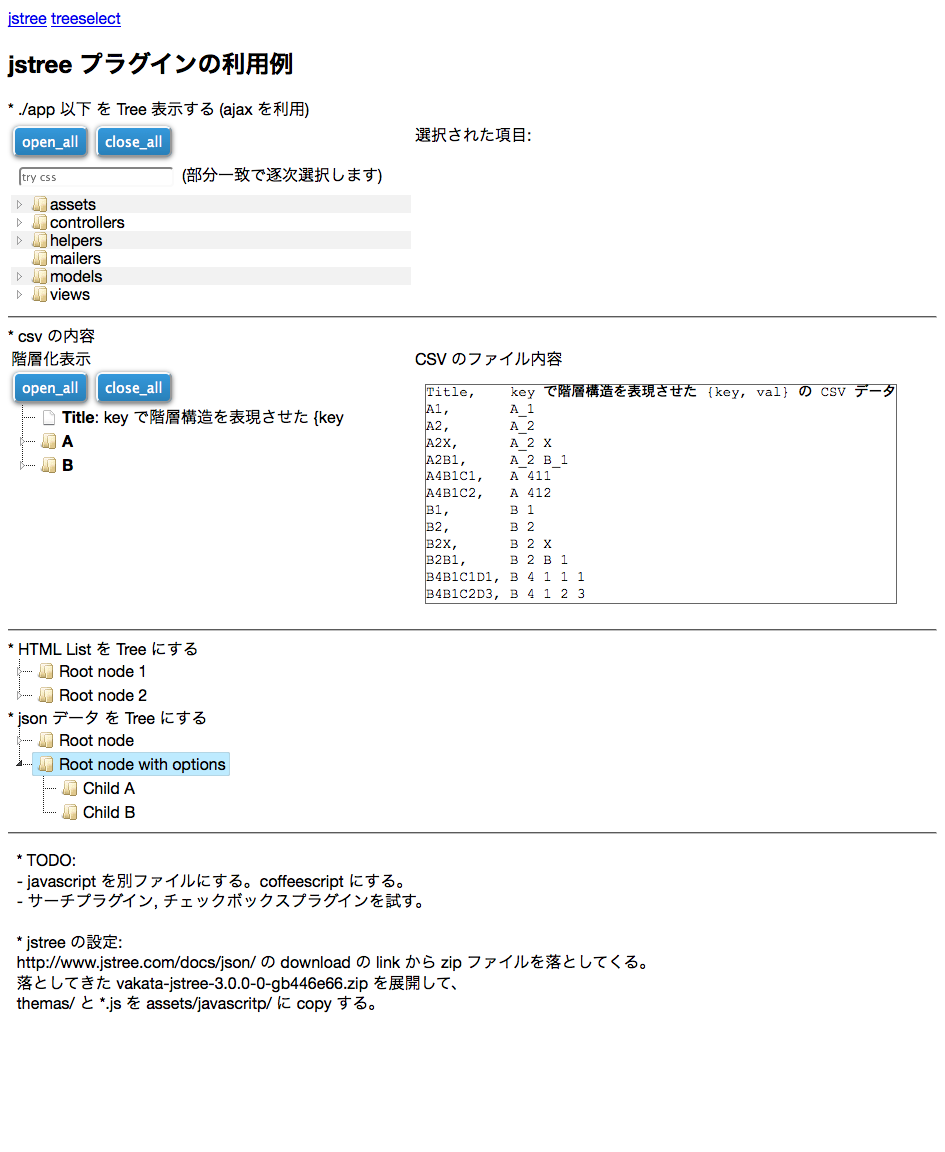 jstree treeselect
jstree プラグインの利用例
* ./app 以下 を Tree 表示する (ajax を利用)
open_all close_all
選択された項目:
try css (部分一致で逐次選択します)
assets
controllers
helpers
mailers
models
views
* csv の内容
階層化表示
open_all close_all
Title: key で階層構造を表現させた {key
A
B
CSV のファイル内容
Title, key で階層構造を表現させた {key, val} の CSV データ
A1, A_1
A2, A_2
A2X, A_2 X
A2B1, A_2 B_1
A4B1C1, A 411
A4B1C2, A 412
B1, B 1
B2, B 2
B2X, B 2 X
B2B1, B 2 B 1
B4B1C1D1, B 4 1 1 1
B4B1C2D3, B 4 1 2 3
* HTML List を Tree にする
Root node 1
Root node 2
* json データ を Tree にする
Root node
Root node with options
Child A
Child B
* TODO:
- javascript を別ファイルにする。coffeescript にする。
- サーチプラグイン, チェックボックスプラグインを試す。
* jstree の設定:
http://www.jstree.com/docs/json/ の download の link から zip ファイルを落としてくる。
落としてきた vakata-jstree-3.0.0-0-gb446e66.zip を展開して、
themas/ と *.js を assets/javascritp/ に copy する。